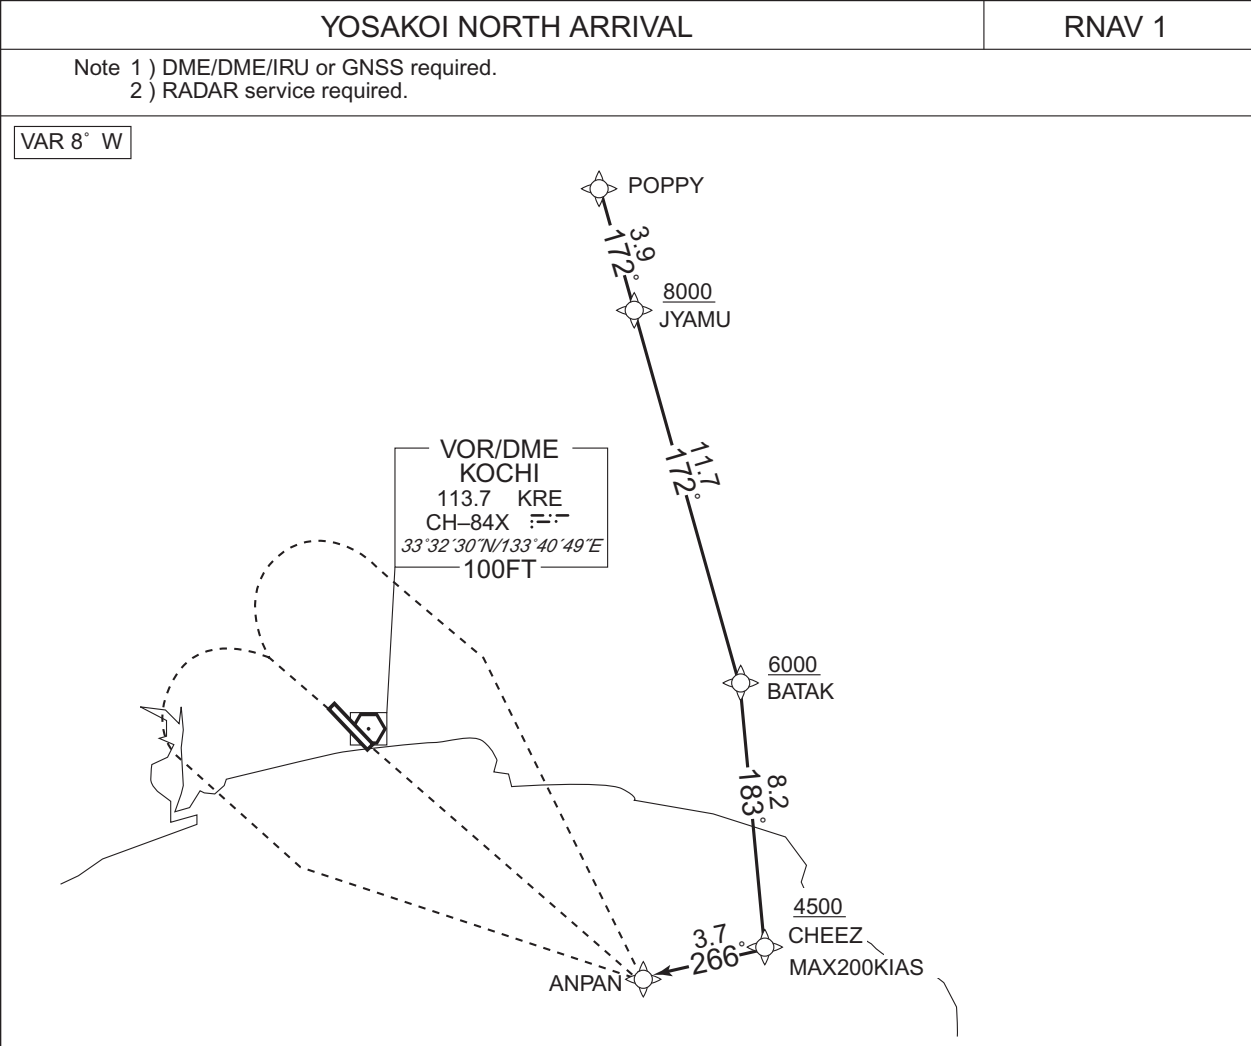 YOSAKOI NORTH ARRIVAL
RNAV 1
Note 1 ) DME/DME/IRU or GNSS required.
2 ) RADAR service required.
VAR 8° W
POPPY
3.9
172°
8000
JYAMU
11.7
172°
VOR/DME
KOCHI
113.7 KRE
CH–84X
33°32´30˝N/133°40´49˝E
100FT
6000
BATAK
8.2
183°
4500
CHEEZ
MAX200KIAS
3.7
266°
ANPAN